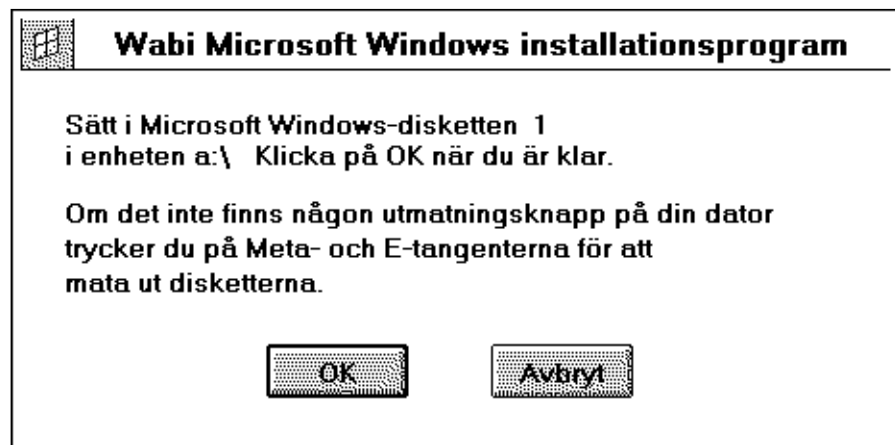 Wabi Microsoft Windows installationsprogram
Sätt i Microsoft Windows-disketten 1
i enheten a:\ Klicka på OK när du är klar.
Om det inte finns någon utmatningsknapp på din dator
trycker du på Meta- och E-tangenterna för att
mata ut disketterna.
OK Avbryt